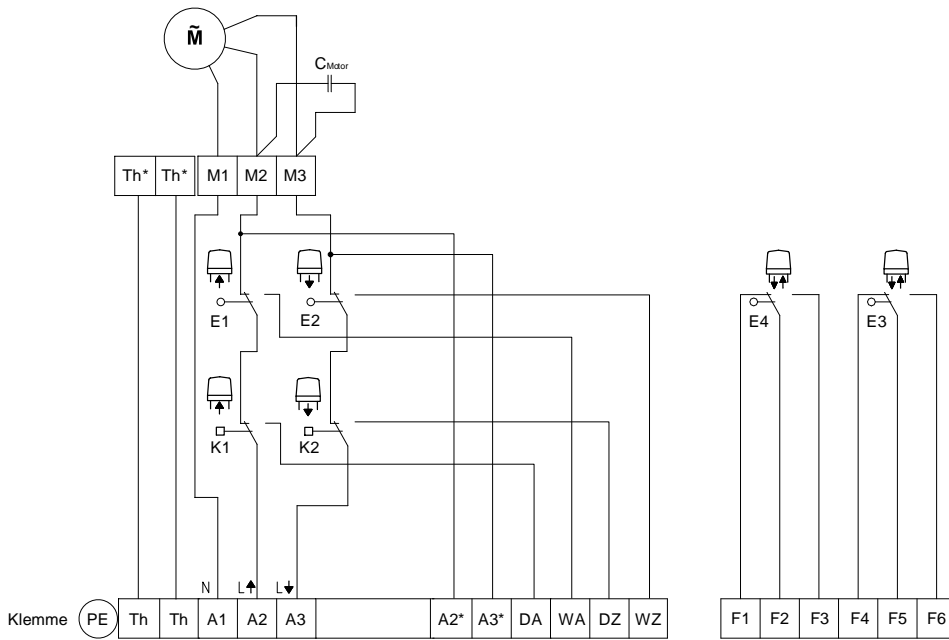 M̃
CMotor
Th* Th* M1 M2 M3
E1 E2
E4 E3
K1 K2
N L L
Klemme PE Th Th A1 A2 A3 A2* A3* DA WA DZ WZ F1 F2 F3 F4 F5 F6